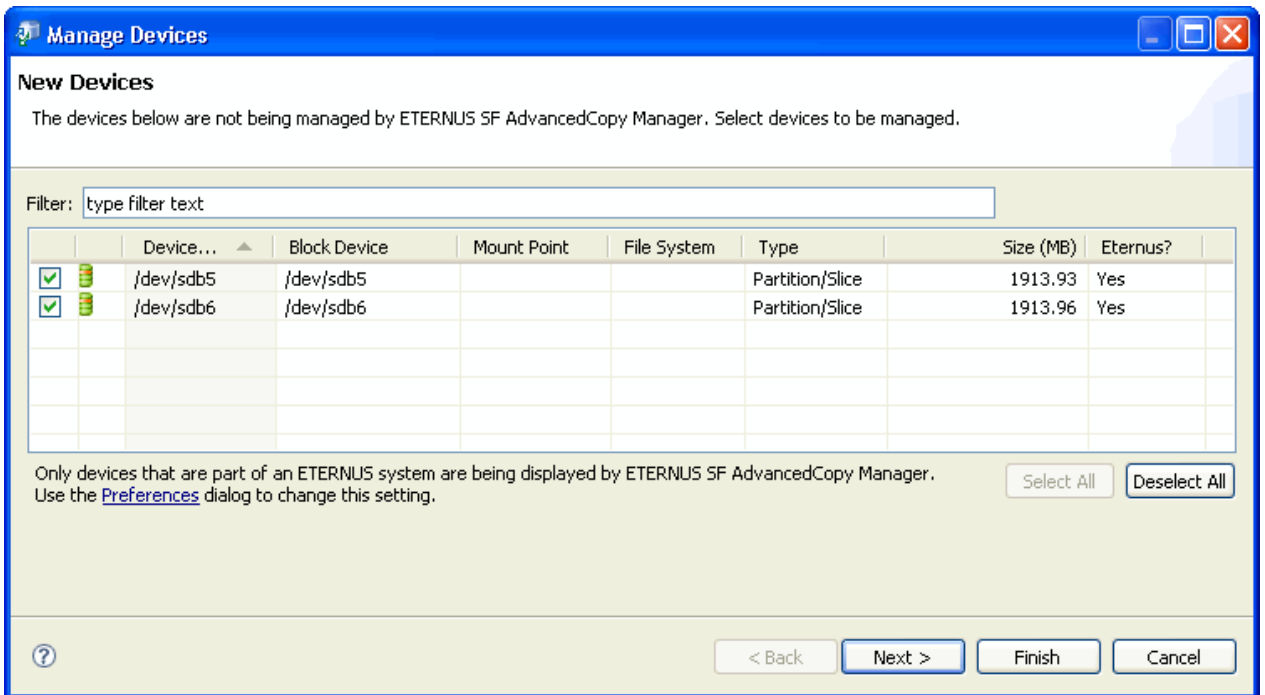 Manage Devices
New Devices
The devices below are not being managed by ETERNUS SF AdvancedCopy Manager. Select devices to be managed.
Filter: type filter text
Device... Block Device Mount Point File System Type Size (MB) Eternus?
/dev/sdb5 /dev/sdb5 Partition/Slice 1913.93 Yes
/dev/sdb6 /dev/sdb6 Partition/Slice 1913.96 Yes
Only devices that are part of an ETERNUS system are being displayed by ETERNUS SF AdvancedCopy Manager.
Use the Preferences dialog to change this setting.
Select All Deselect All
? < Back Next > Finish Cancel